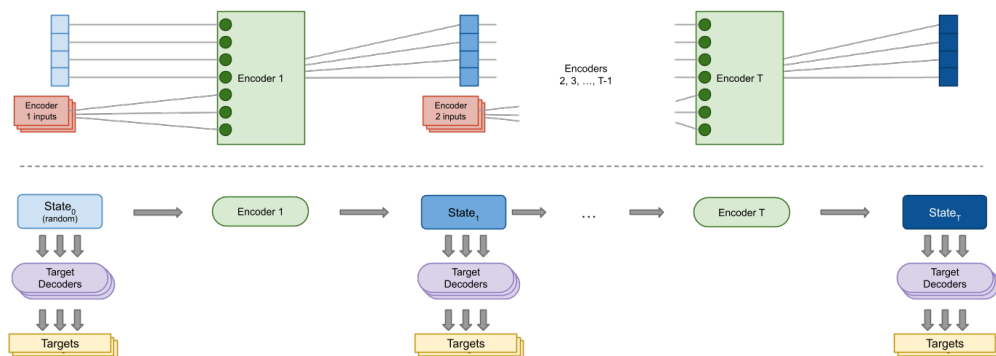 Encoder 1
Encoder
1 inputs
Encoder
2 inputs
Encoders
2, 3, ..., T-1
Encoder T
State₀
(random)
Encoder 1
State₁
...
Encoder T
State_T
Target
Decoders
Target
Decoders
Target
Decoders
Targets
Targets
Targets